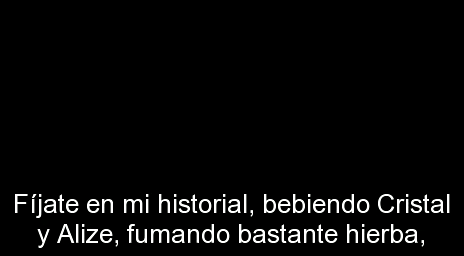 Fíjate en mi historial, bebiendo Cristal
y Alize, fumando bastante hierba,